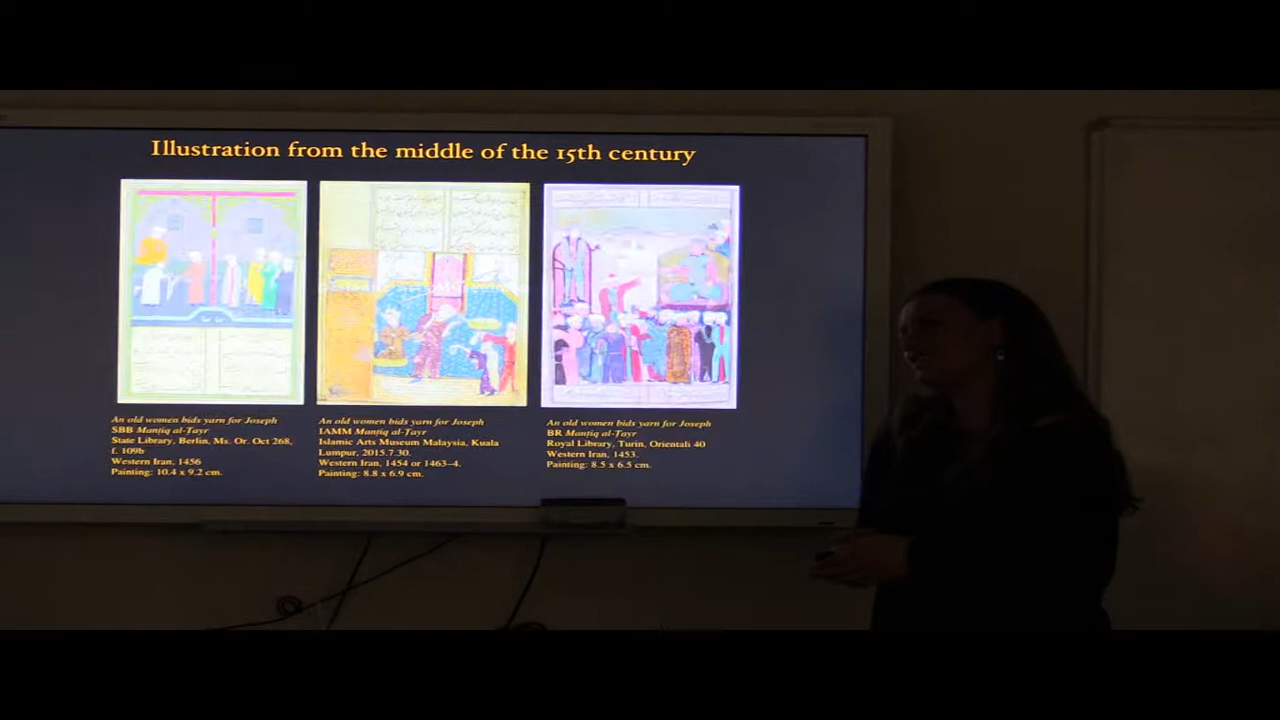 Illustration from the middle of the 15th century
An old women bids yarn for Joseph
SBB Manṭiq al-Tayr
State Library, Berlin, Ms. Or. Oct 268,
f. 109b
Western Iran, 1456
Painting: 10.4 x 9.2 cm.
An old women bids yarn for Joseph
IAMM Manṭiq al-Tayr
Islamic Arts Museum Malaysia, Kuala
Lumpur, 2015.7.30.
Western Iran, 1454 or 1463–4.
Painting: 8.8 x 6.9 cm.
An old women bids yarn for Joseph
BR Manṭiq al-Tayr
Royal Library, Turin, Orientali 40
Western Iran, 1453.
Painting: 8.5 x 6.5 cm.